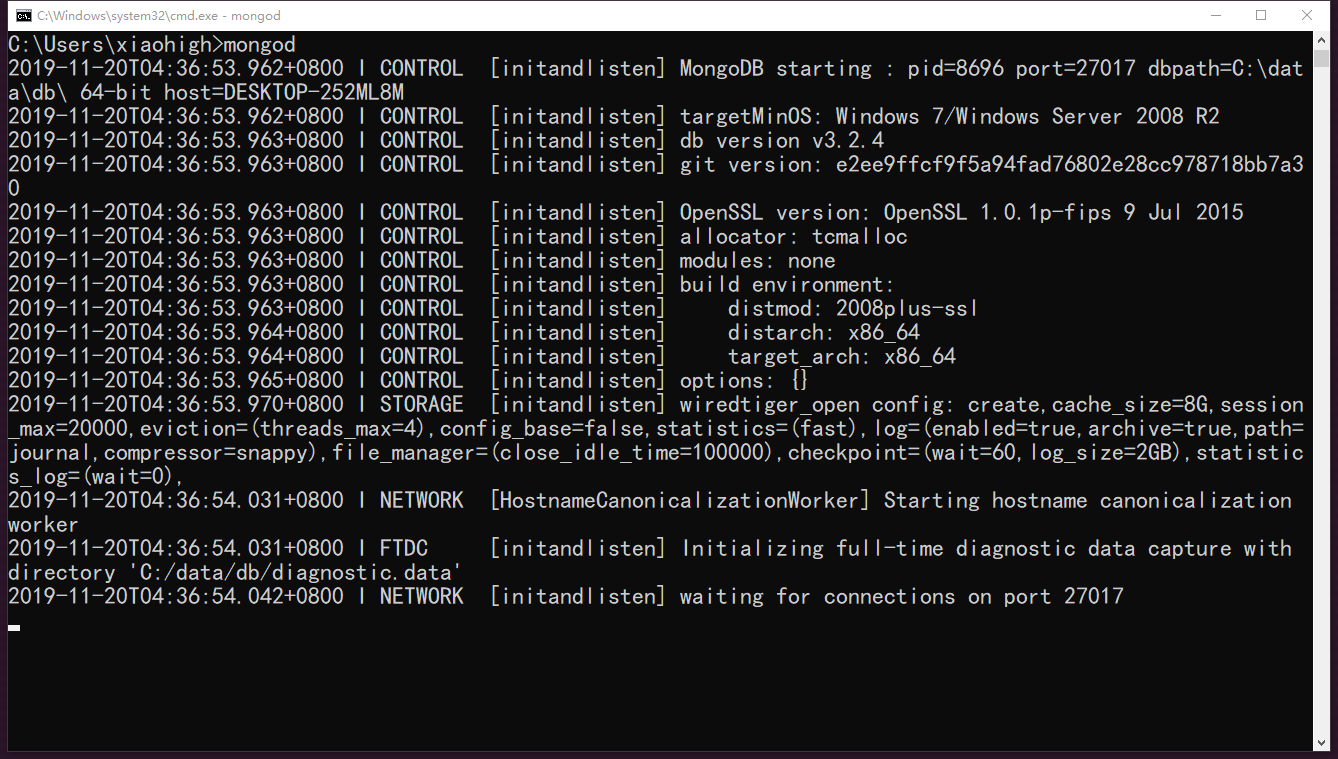 C:\Windows\system32\cmd.exe - mongod
C:\Users\xiaohigh>mongod
2019-11-20T04:36:53.962+0800 I CONTROL  [initandlisten] MongoDB starting : pid=8696 port=27017 dbpath=C:\dat
a\db\ 64-bit host=DESKTOP-252ML8M
2019-11-20T04:36:53.962+0800 I CONTROL  [initandlisten] targetMinOS: Windows 7/Windows Server 2008 R2
2019-11-20T04:36:53.963+0800 I CONTROL  [initandlisten] db version v3.2.4
2019-11-20T04:36:53.963+0800 I CONTROL  [initandlisten] git version: e2ee9ffcf9f5a94fad76802e28cc978718bb7a3
0
2019-11-20T04:36:53.963+0800 I CONTROL  [initandlisten] OpenSSL version: OpenSSL 1.0.1p-fips 9 Jul 2015
2019-11-20T04:36:53.963+0800 I CONTROL  [initandlisten] allocator: tcmalloc
2019-11-20T04:36:53.963+0800 I CONTROL  [initandlisten] modules: none
2019-11-20T04:36:53.963+0800 I CONTROL  [initandlisten] build environment:
2019-11-20T04:36:53.963+0800 I CONTROL  [initandlisten]     distmod: 2008plus-ssl
2019-11-20T04:36:53.964+0800 I CONTROL  [initandlisten]     distarch: x86_64
2019-11-20T04:36:53.964+0800 I CONTROL  [initandlisten]     target_arch: x86_64
2019-11-20T04:36:53.965+0800 I CONTROL  [initandlisten] options: {}
2019-11-20T04:36:53.970+0800 I STORAGE  [initandlisten] wiredtiger_open config: create,cache_size=8G,session
_max=20000,eviction=(threads_max=4),config_base=false,statistics=(fast),log=(enabled=true,archive=true,path=
journal,compressor=snappy),file_manager=(close_idle_time=100000),checkpoint=(wait=60,log_size=2GB),statistic
s_log=(wait=0),
2019-11-20T04:36:54.031+0800 I NETWORK  [HostnameCanonicalizationWorker] Starting hostname canonicalization
worker
2019-11-20T04:36:54.031+0800 I FTDC     [initandlisten] Initializing full-time diagnostic data capture with
directory 'C:/data/db/diagnostic.data'
2019-11-20T04:36:54.042+0800 I NETWORK  [initandlisten] waiting for connections on port 27017